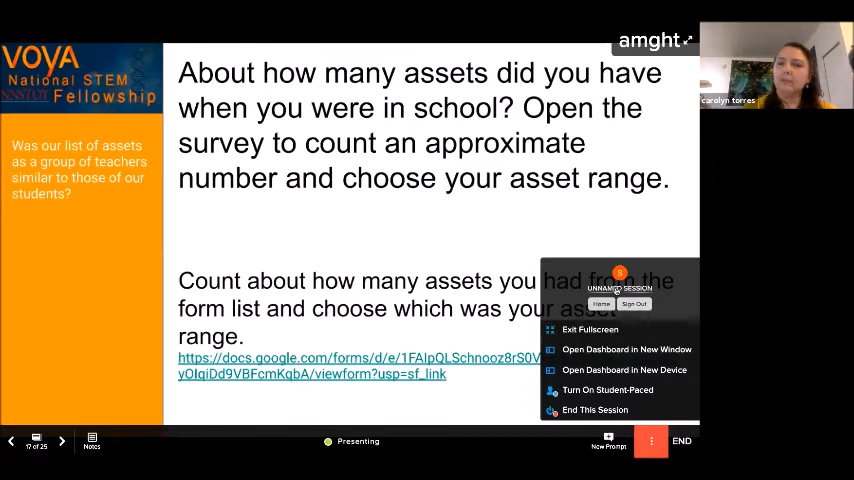 amght
VOYA
National STEM
NNSTOY Fellowship
carolyn torres
Was our list of assets
as a group of teachers
similar to those of our
students?
About how many assets did you have
when you were in school? Open the
survey to count an approximate
number and choose your asset range.
Count about how many assets you had from the
form list and choose which was your asset
range.
https://docs.google.com/forms/d/e/1FAIpQLSchnooz8rS0V
yOIqiDd9VBFcmKqbA/viewform?usp=sf_link
S
UNNAMED SESSION
Home Sign Out
Exit Fullscreen
Open Dashboard in New Window
Open Dashboard in New Device
Turn On Student-Paced
End This Session
17 of 25
Notes
Presenting
New Prompt
END